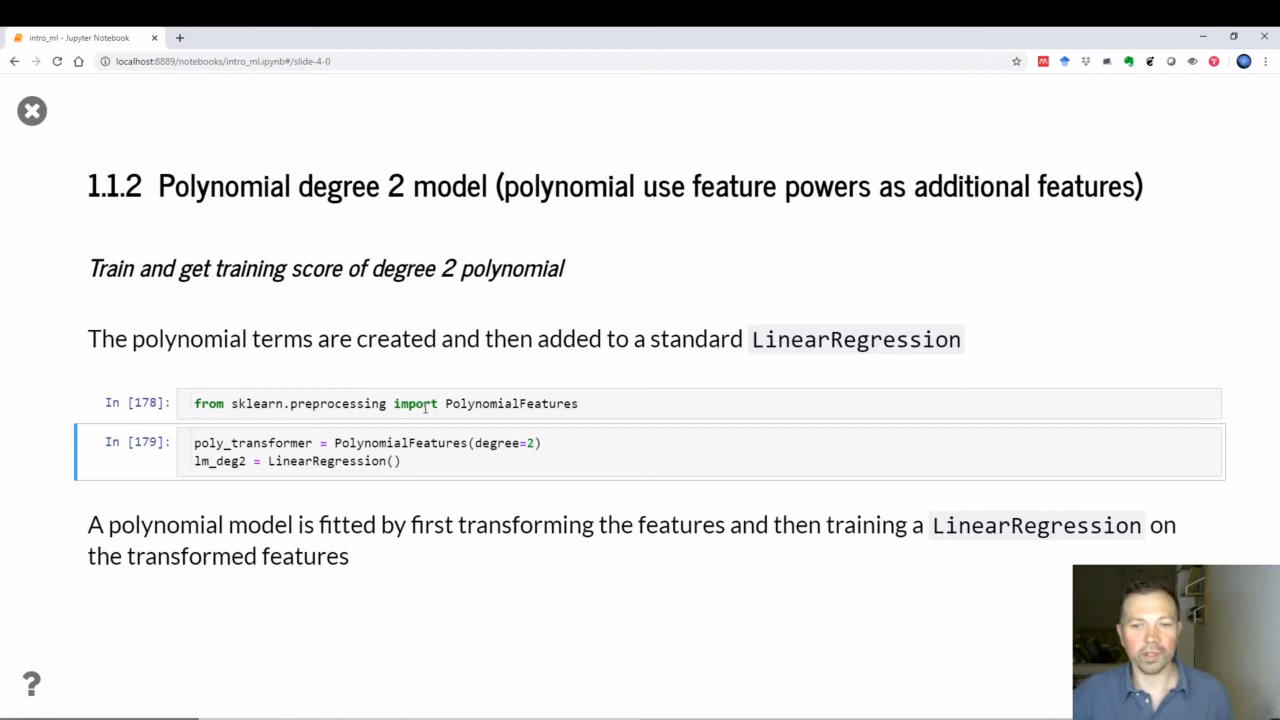 intro_ml - Jupyter Notebook
localhost:8889/notebooks/intro_ml.ipynb#/slide-4-0
1.1.2 Polynomial degree 2 model (polynomial use feature powers as additional features)
Train and get training score of degree 2 polynomial
The polynomial terms are created and then added to a standard LinearRegression
In [178]: from sklearn.preprocessing import PolynomialFeatures
In [179]: poly_transformer = PolynomialFeatures(degree=2)
lm_deg2 = LinearRegression()
A polynomial model is fitted by first transforming the features and then training a LinearRegression on
the transformed features
?